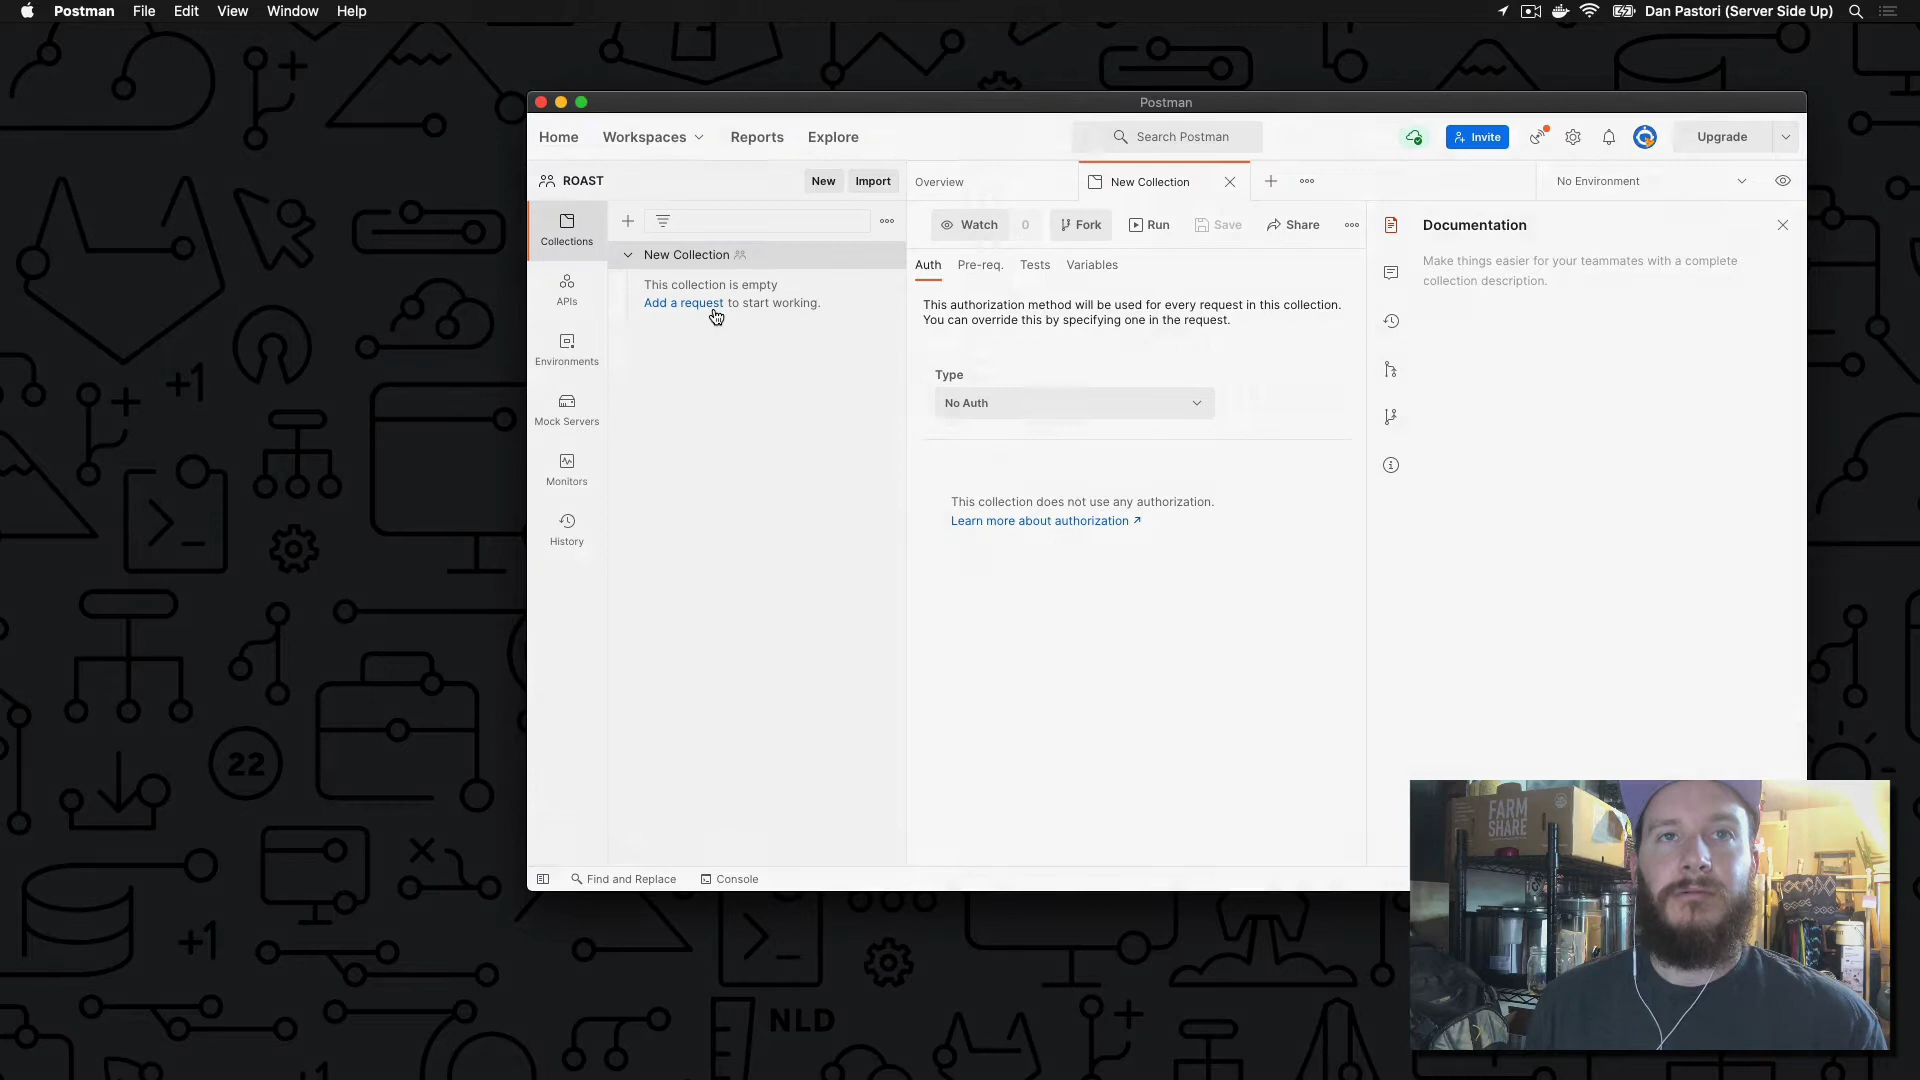 Postman File Edit View Window Help
Dan Pastori (Server Side Up)
Postman
Home Workspaces Reports Explore
Search Postman
Invite
Upgrade
ROAST
New Import
Overview
New Collection
No Environment
Watch 0 Fork Run Save Share
Documentation
Make things easier for your teammates with a complete
collection description.
Collections
APIs
Environments
Mock Servers
Monitors
History
New Collection
This collection is empty
Add a request to start working.
Auth Pre-req. Tests Variables
This authorization method will be used for every request in this collection.
You can override this by specifying one in the request.
Type
No Auth
This collection does not use any authorization.
Learn more about authorization ↗
Find and Replace Console
+1
22
+1
NLD
+1
+1
FARM
SHARE